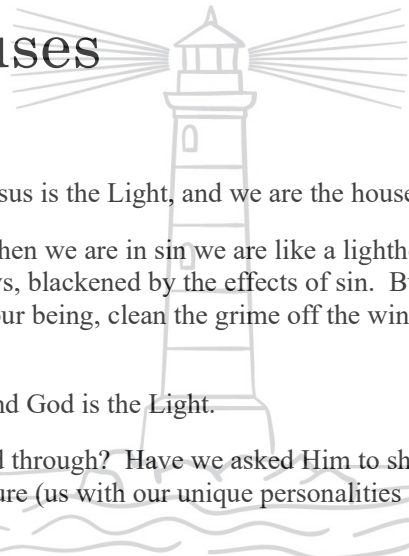 uses
sus is the Light, and we are the house
hen we are in sin we are like a lighth
s, blackened by the effects of sin. B
our being, clean the grime off the win
nd God is the Light.
d through? Have we asked Him to sh
ure (us with our unique personalities